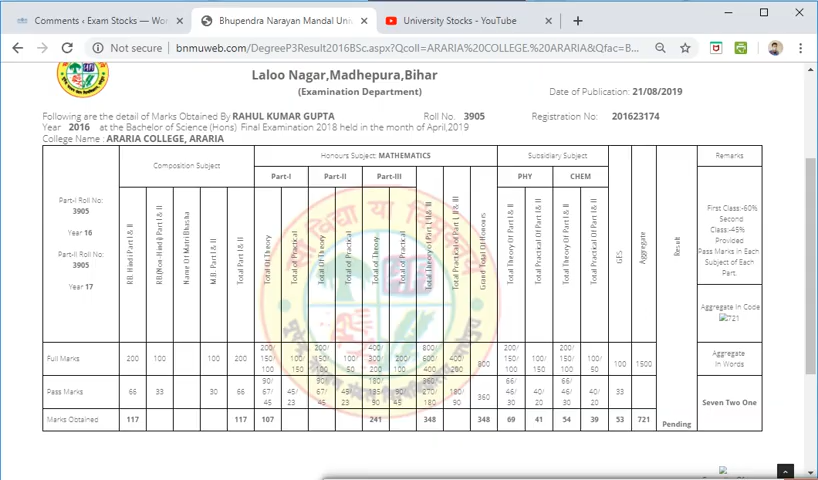 Comments ‹ Exam Stocks — Wor
Bhupendra Narayan Mandal Univ
University Stocks - YouTube
Not secure | bnmuweb.com/DegreeP3Result2016BSc.aspx?Qcoll=ARARIA%20COLLEGE,%20ARARIA&Qfac=B...
Laloo Nagar,Madhepura,Bihar
(Examination Department)
Date of Publication: 21/08/2019
Following are the detail of Marks Obtained By RAHUL KUMAR GUPTA Roll No. 3905 Registration No: 201623174
Year 2016 at the Bachelor of Science (Hons) Final Examination 2018 held in the month of April,2019
College Name : ARARIA COLLEGE, ARARIA
Part-I Roll No:
3905
Year 16
Part-II Roll No:
3905
Year 17
Composition Subject
Honours Subject MATHEMATICS
Subsidiary Subject
Remarks
Part-I Part-II Part-III PHY CHEM
RB. Hindi Part I & II
RB(Non-Hindi) Part I & II
Name Of MatriBhasha
M.B. Part I & II
Total Part I & II
Total Of Theory
Total of Practical
Total Of Theory
Total of Practical
Total of Theory
Total of Practical
Total Theory of Part I, II & III
Total Practical of Part I, II & III
Grand Total Of Honours
Total Theory Of Part I & II
Total Practical Of Part I & II
Total Theory Of Part I & II
Total Practical Of Part I & II
GES
Aggregate
Result
First Class:-60%
Second
Class:-45%
Provided
Pass Marks in Each
Subject of Each
Part.
Aggregate In Code
721
Aggregate
In Words
Seven Two One
Full Marks 200 100 100 200 200/150/100 100/150 200/150/100 100/50 400/300/200 200/100 800/600/400 400/200 800 200/150/100 100/150 200/150/100 100/50 100 1500
Pass Marks 66 33 30 66 90/67/45 45/23 90/67/45 45/23 180/135/90 90/45 360/270/180 180/90 360 66/46/30 40/20 66/46/30 40/20 33
Marks Obtained 117 117 107 241 348 348 69 41 54 39 53 721 Pending